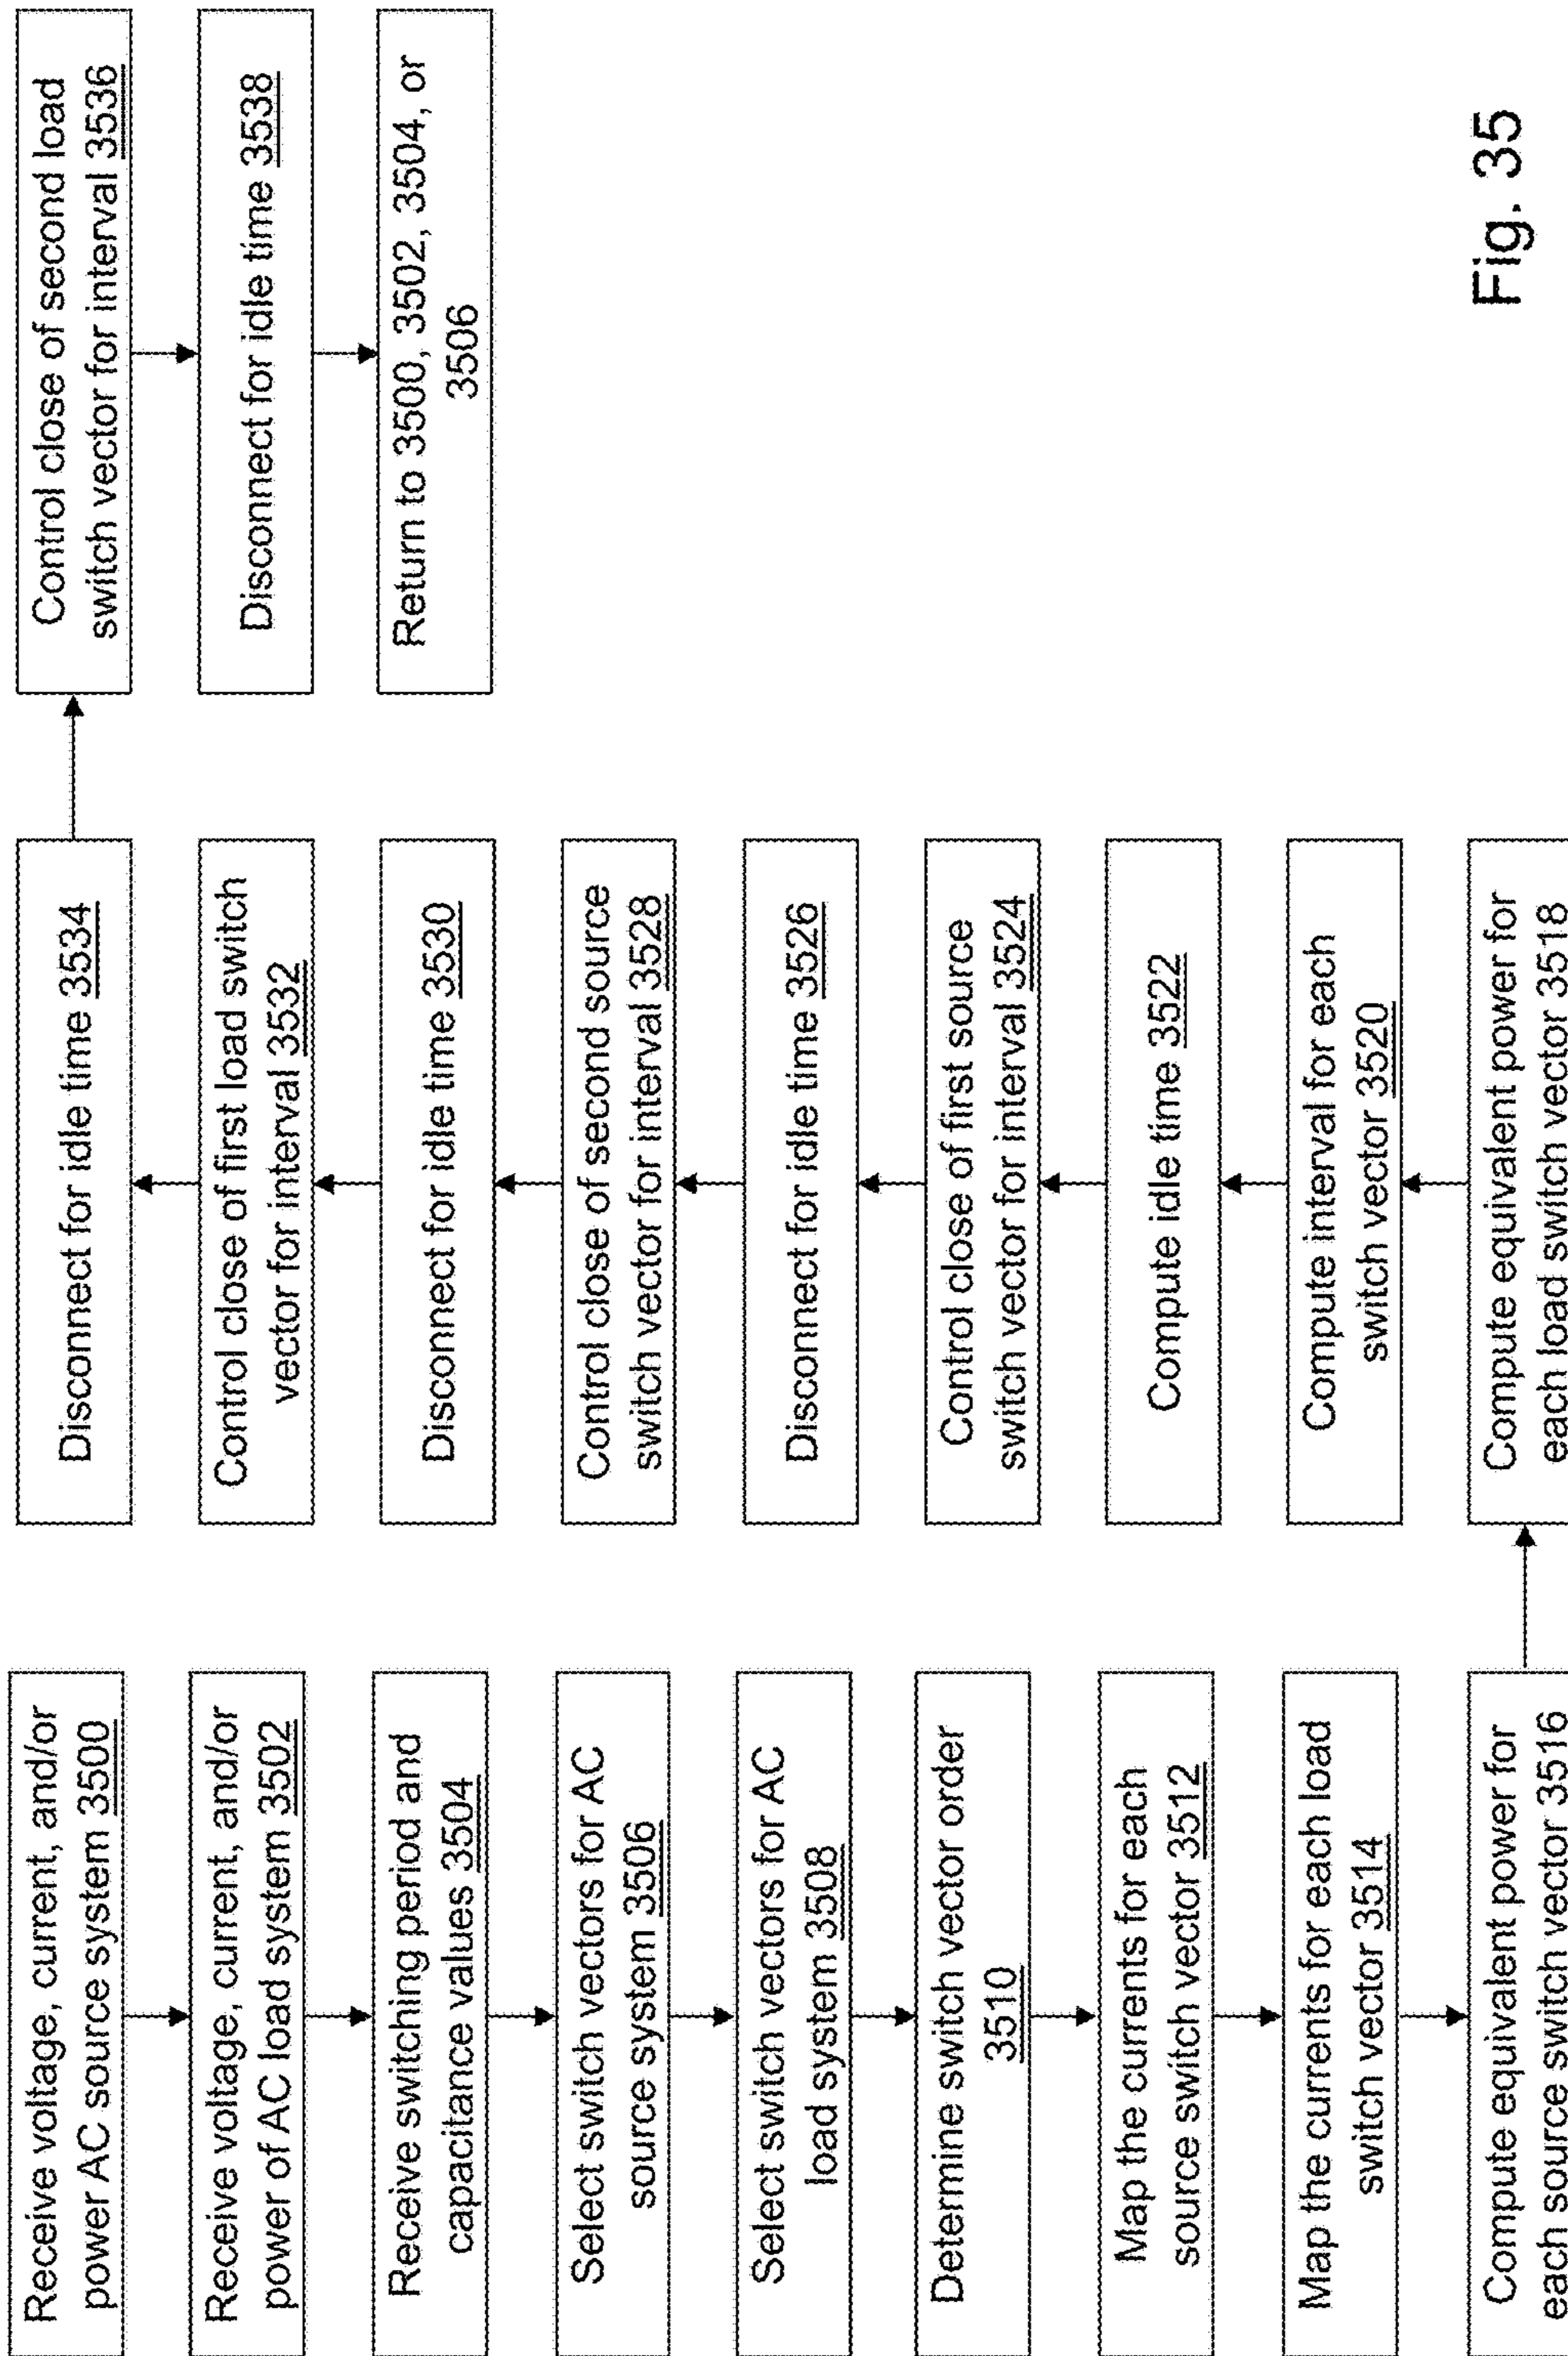 Receive voltage, current, and/or
power AC source system 3500
Receive voltage, current, and/or
power of AC load system 3502
Receive switching period and
capacitance values 3504
Select switch vectors for AC
source system 3506
Select switch vectors for AC
load system 3508
Determine switch vector order
3510
Map the currents for each
source switch vector 3512
Map the currents for each load
switch vector 3514
Compute equivalent power for
each source switch vector 3516
Compute equivalent power for
each load switch vector 3518
Compute interval for each
switch vector 3520
Compute idle time 3522
Control close of first source
switch vector for interval 3524
Disconnect for idle time 3526
Control close of second source
switch vector for interval 3528
Disconnect for idle time 3530
Control close of first load switch
vector for interval 3532
Disconnect for idle time 3534
Control close of second load
switch vector for interval 3536
Disconnect for idle time 3538
Return to 3500, 3502, 3504, or
3506
Fig. 35